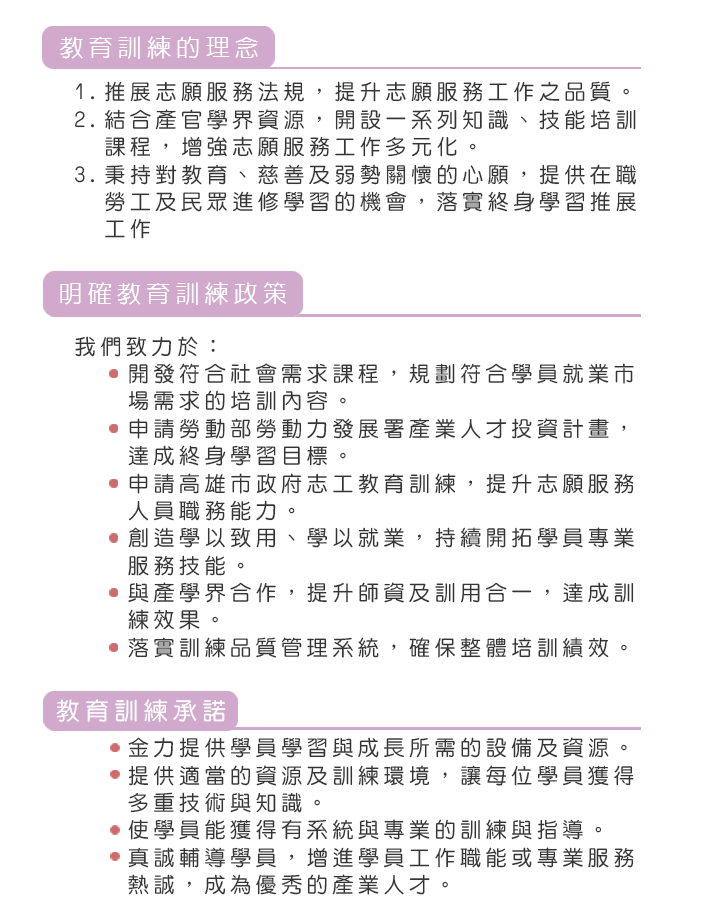 教育訓練的理念
1. 推展志願服務法規，提升志願服務工作之品質。
2. 結合產官學界資源，開設一系列知識、技能培訓
課程，增強志願服務工作多元化。
3. 秉持對教育、慈善及弱勢關懷的心願，提供在職
勞工及民眾進修學習的機會，落實終身學習推展
工作
明確教育訓練政策
我們致力於：
●開發符合社會需求課程，規劃符合學員就業市
場需求的培訓內容。
●申請勞動部勞動力發展署產業人才投資計畫，
達成終身學習目標。
●申請高雄市政府志工教育訓練，提升志願服務
人員職務能力。
●創造學以致用、學以就業，持續開拓學員專業
服務技能。
●與產學界合作，提升師資及訓用合一，達成訓
練效果。
●落實訓練品質管理系統，確保整體培訓績效。
教育訓練承諾
●金力提供學員學習與成長所需的設備及資源。
●提供適當的資源及訓練環境，讓每位學員獲得
多重技術與知識。
●使學員能獲得有系統與專業的訓練與指導。
●真誠輔導學員，增進學員工作職能或專業服務
熱誠，成為優秀的產業人才。